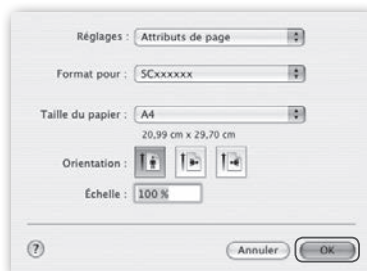 Réglages : Attributs de page
Format pour : SCxxxxxx
Taille du papier : A4
20,99 cm x 29,70 cm
Orientation :
Échelle : 100 %
? Annuler OK